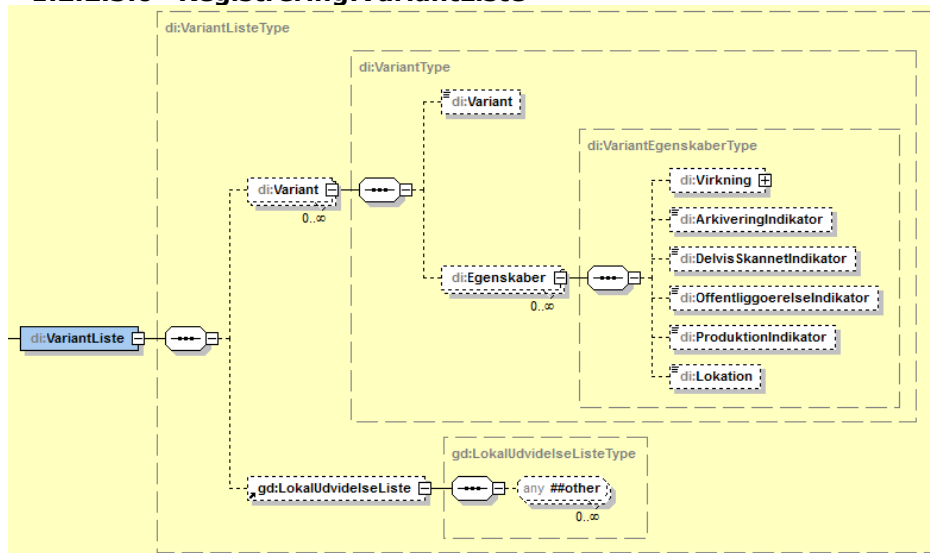 di:VariantListeType
di:VariantType
di:Variant
di:VariantEgenskaberType
di:Virkning
di:Variant
0..∞
di:ArkiveringIndikator
di:DelvisSkannetIndikator
di:Egenskaber
0..∞
di:OffentliggoerelseIndikator
di:VariantListe
di:ProduktionIndikator
di:Lokation
gd:LokalUdvidelseListeType
gd:LokalUdvidelseListe
any ##other
0..∞